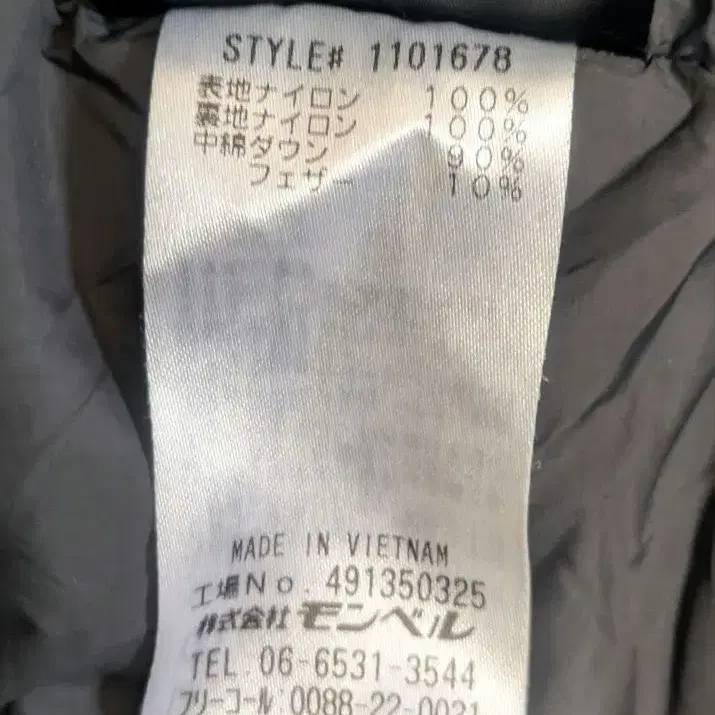 STYLE# 1101678
表地ナイロン 100%
裏地ナイロン 100%
中綿ダウン 90%
フェザー 10%
MADE IN VIETNAM
工場No. 491350325
株式会社 モンベル
TEL. 06-6531-3544
フリーコール:0088-22-0031